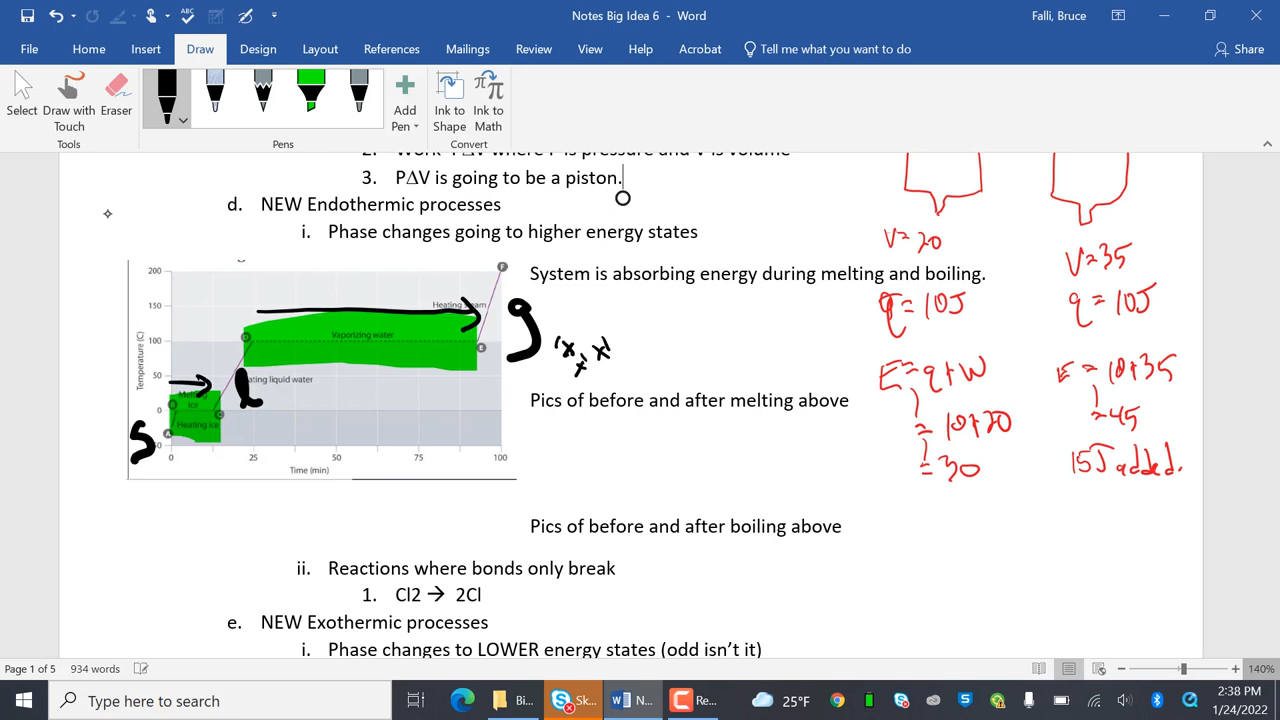 Notes Big Idea 6 - Word
Falli, Bruce
File Home Insert Draw Design Layout References Mailings Review View Help Acrobat Tell me what you want to do Share
Select Draw with Touch Eraser Add Pen Ink to Shape Ink to Math
Tools Pens Convert
3. P∆V is going to be a piston.
d. NEW Endothermic processes
i. Phase changes going to higher energy states
V=20
V=35
System is absorbing energy during melting and boiling.
q=10J
q=10J
200
150
100
50
0
50
Temperature (C)
Heating steam
Vaporizing water
ating liquid water
Melting ice
Heating ice
A
B
C
D
E
F
0 25 50 75 100
Time (min)
S
l
g
x x x
E=q+W
=10+20
=30
E=10+35
=45
15J added.
Pics of before and after melting above
Pics of before and after boiling above
ii. Reactions where bonds only break
1. Cl2 → 2Cl
e. NEW Exothermic processes
i. Phase changes to LOWER energy states (odd isn't it)
Page 1 of 5 934 words 140%
Type here to search
Bi... Sk... N... Re...
25°F
2:38 PM
1/24/2022